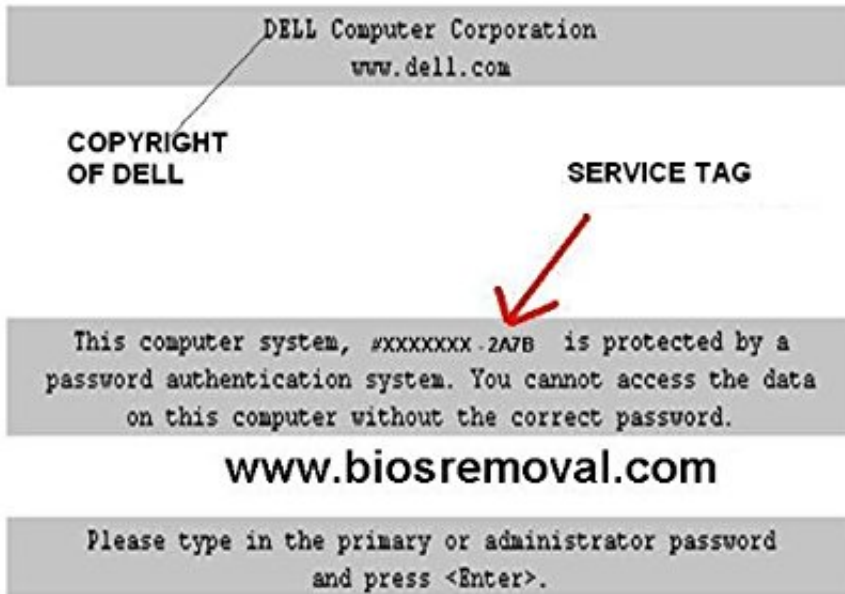 DELL Computer Corporation
www.dell.com
COPYRIGHT
OF DELL
SERVICE TAG
This computer system, #XXXXXXX-2A7B is protected by a
password authentication system. You cannot access the data
on this computer without the correct password.
www.biosremoval.com
Please type in the primary or administrator password
and press <Enter>.